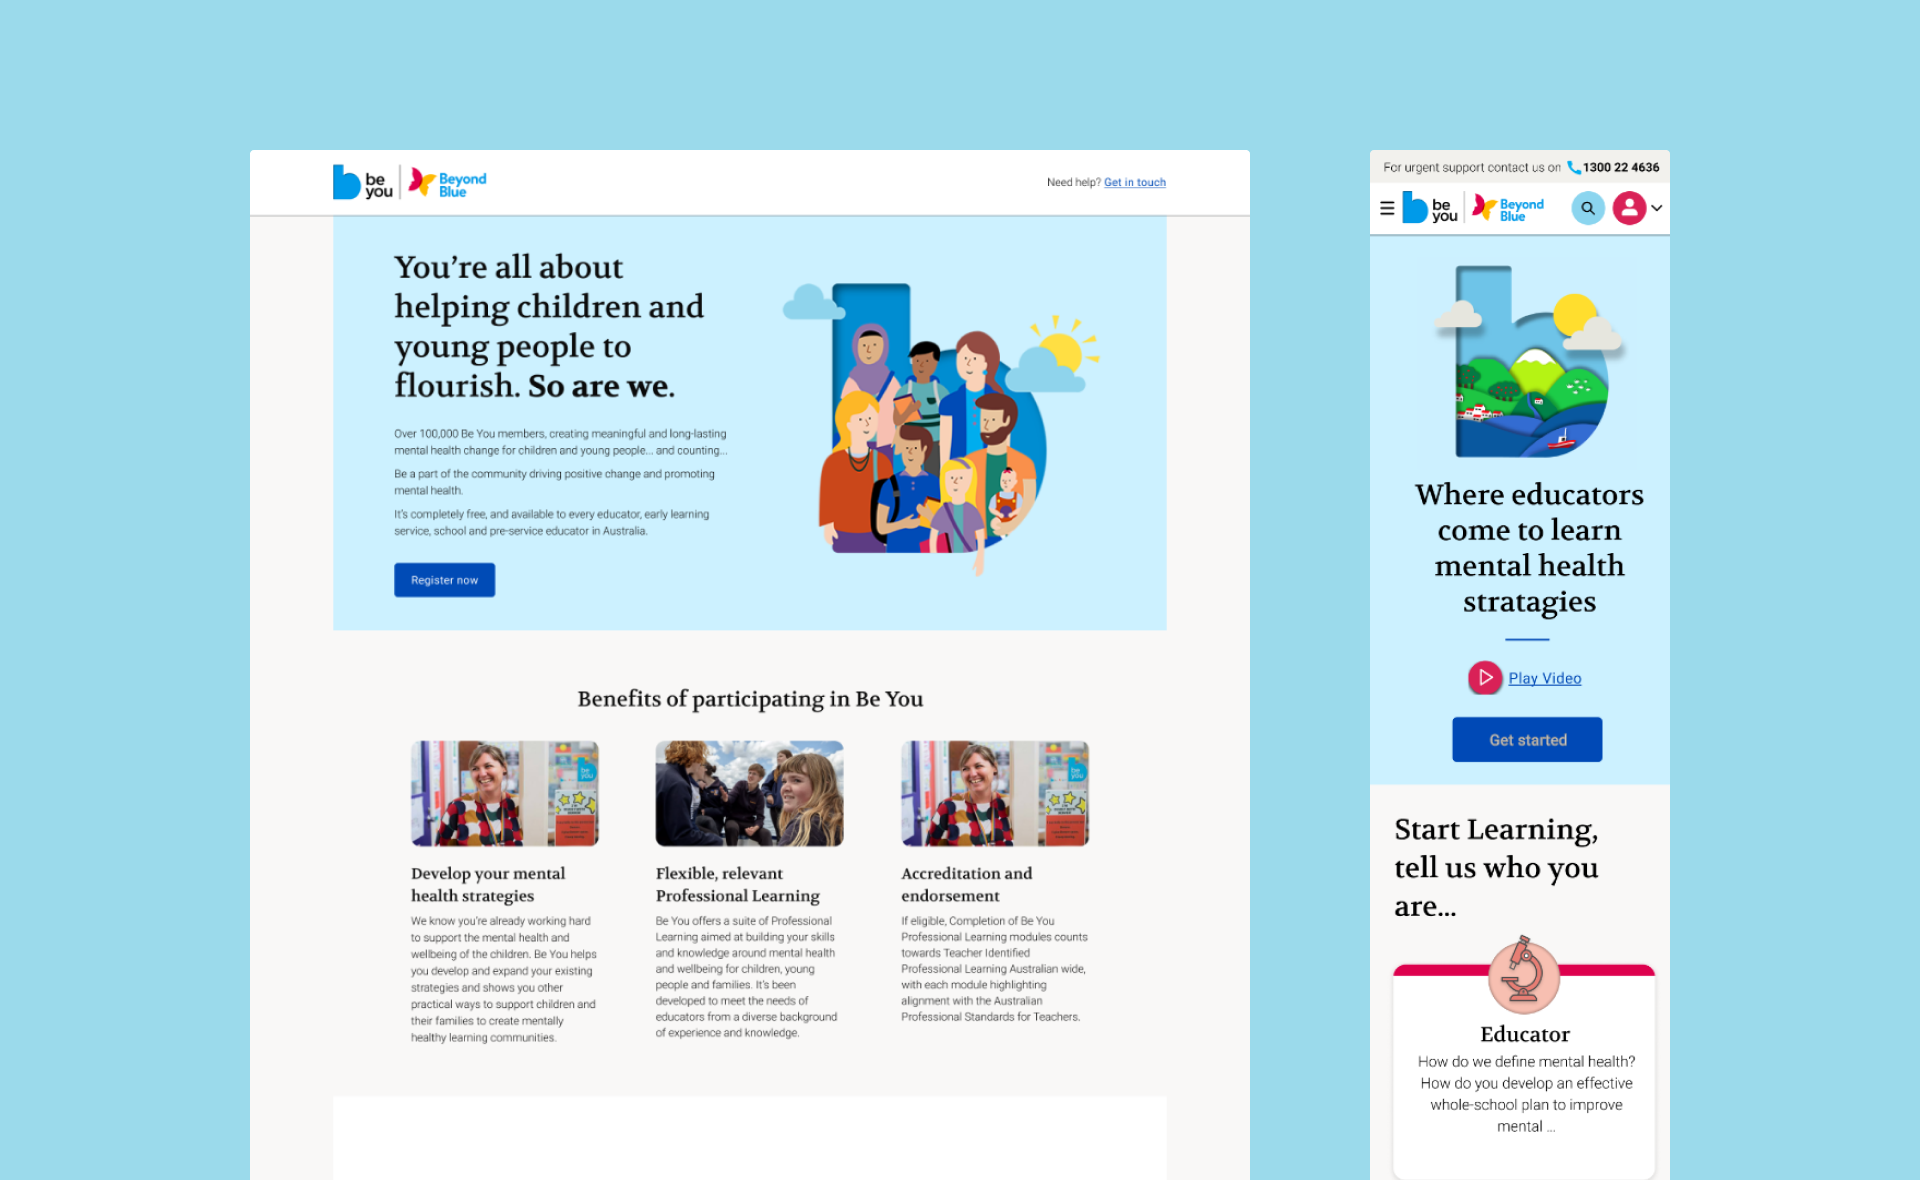 be
you
Beyond
Blue
Need help? Get in touch
You're all about
helping children and
young people to
flourish. So are we.
Over 100,000 Be You members, creating meaningful and long-lasting
mental health change for children and young people... and counting...
Be a part of the community driving positive change and promoting
mental health.
It's completely free, and available to every educator, early learning
service, school and pre-service educator in Australia.
Register now
Benefits of participating in Be You
be
you
Develop your mental
health strategies
We know you're already working hard
to support the mental health and
wellbeing of the children. Be You helps
you develop and expand your existing
strategies and shows you other
practical ways to support children and
their families to create mentally
healthy learning communities.
Flexible, relevant
Professional Learning
Be You offers a suite of Professional
Learning aimed at building your skills
and knowledge around mental health
and wellbeing for children, young
people and families. It's been
developed to meet the needs of
educators from a diverse background
of experience and knowledge.
be
you
Accreditation and
endorsement
If eligible, Completion of Be You
Professional Learning modules counts
towards Teacher Identified
Professional Learning Australian wide,
with each module highlighting
alignment with the Australian
Professional Standards for Teachers.
For urgent support contact us on 1300 22 4636
be
you
Beyond
Blue
Where educators
come to learn
mental health
stratagies
Play Video
Get started
Start Learning,
tell us who you
are...
Educator
How do we define mental health?
How do you develop an effective
whole-school plan to improve
mental ...